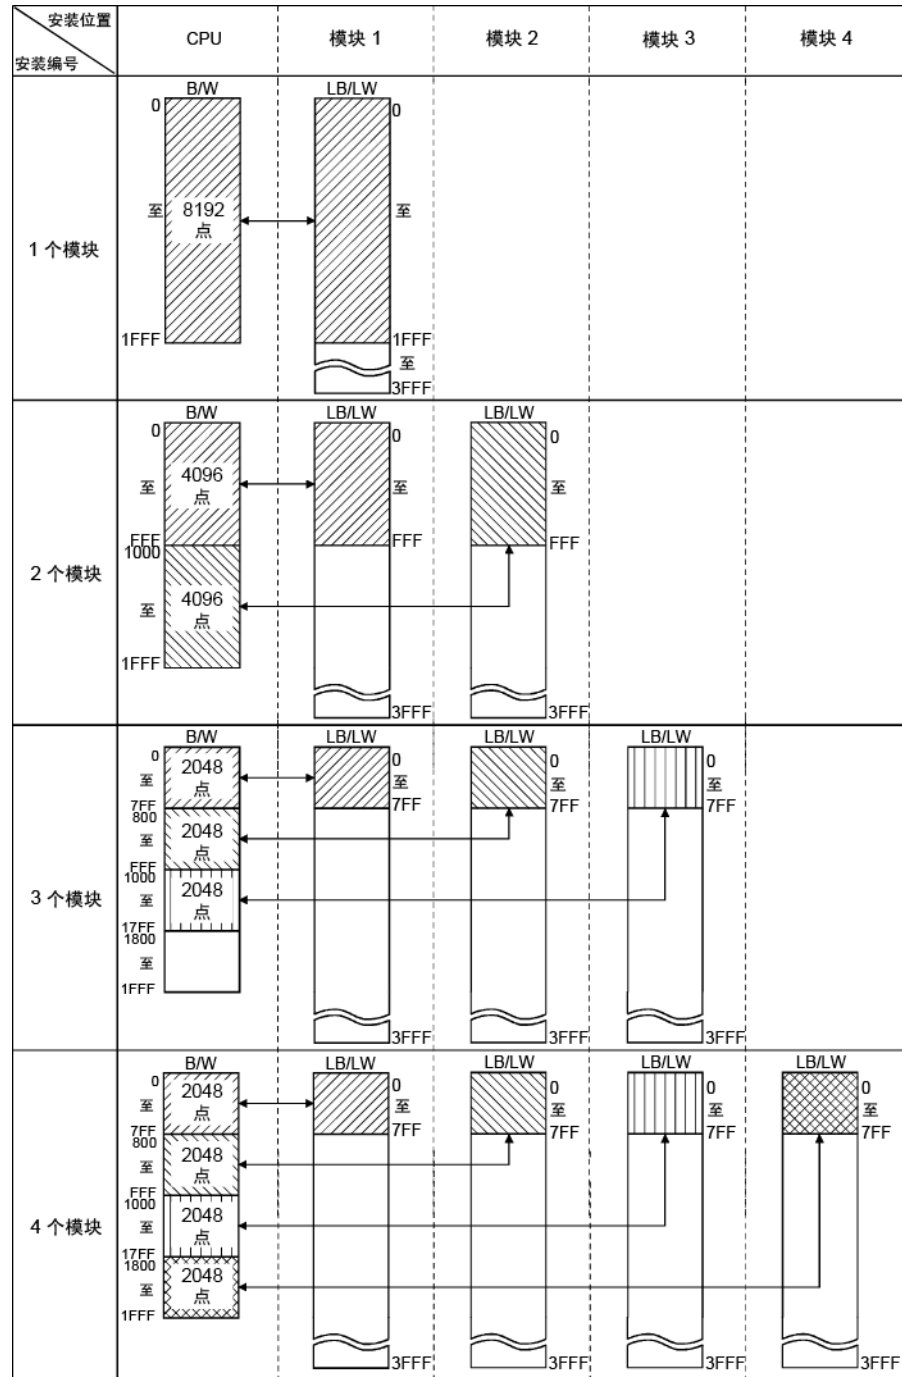 安装位置
安装编号
CPU
模块 1
模块 2
模块 3
模块 4
1 个模块
B/W
LB/LW
0
0
至
8192
点
至
1FFF
1FFF
至
3FFF
2 个模块
B/W
LB/LW
LB/LW
0
0
0
至
4096
点
至
至
FFF
FFF
FFF
1000
至
4096
点
1FFF
3FFF
3FFF
3 个模块
B/W
LB/LW
LB/LW
LB/LW
0
0
0
0
至
2048
点
至
至
至
7FF
7FF
7FF
7FF
800
至
2048
点
FFF
1000
至
2048
点
17FF
1800
至
1FFF
3FFF
3FFF
3FFF
4 个模块
B/W
LB/LW
LB/LW
LB/LW
LB/LW
0
0
0
0
0
至
2048
点
至
至
至
至
7FF
7FF
7FF
7FF
7FF
800
至
2048
点
FFF
1000
至
2048
点
17FF
1800
至
2048
点
1FFF
3FFF
3FFF
3FFF
3FFF